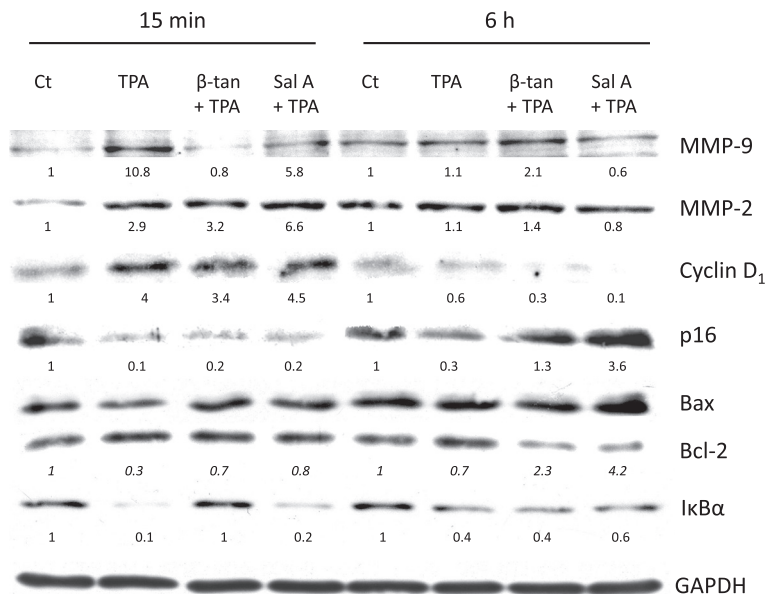 15 min 6 h
Ct TPA β-tan + TPA Sal A + TPA Ct TPA β-tan + TPA Sal A + TPA
MMP-9
1 10.8 0.8 5.8 1 1.1 2.1 0.6
MMP-2
1 2.9 3.2 6.6 1 1.1 1.4 0.8
Cyclin D1
1 4 3.4 4.5 1 0.6 0.3 0.1
p16
1 0.1 0.2 0.2 1 0.3 1.3 3.6
Bax
Bcl-2
1 0.3 0.7 0.8 1 0.7 2.3 4.2
IκBα
1 0.1 1 0.2 1 0.4 0.4 0.6
GAPDH